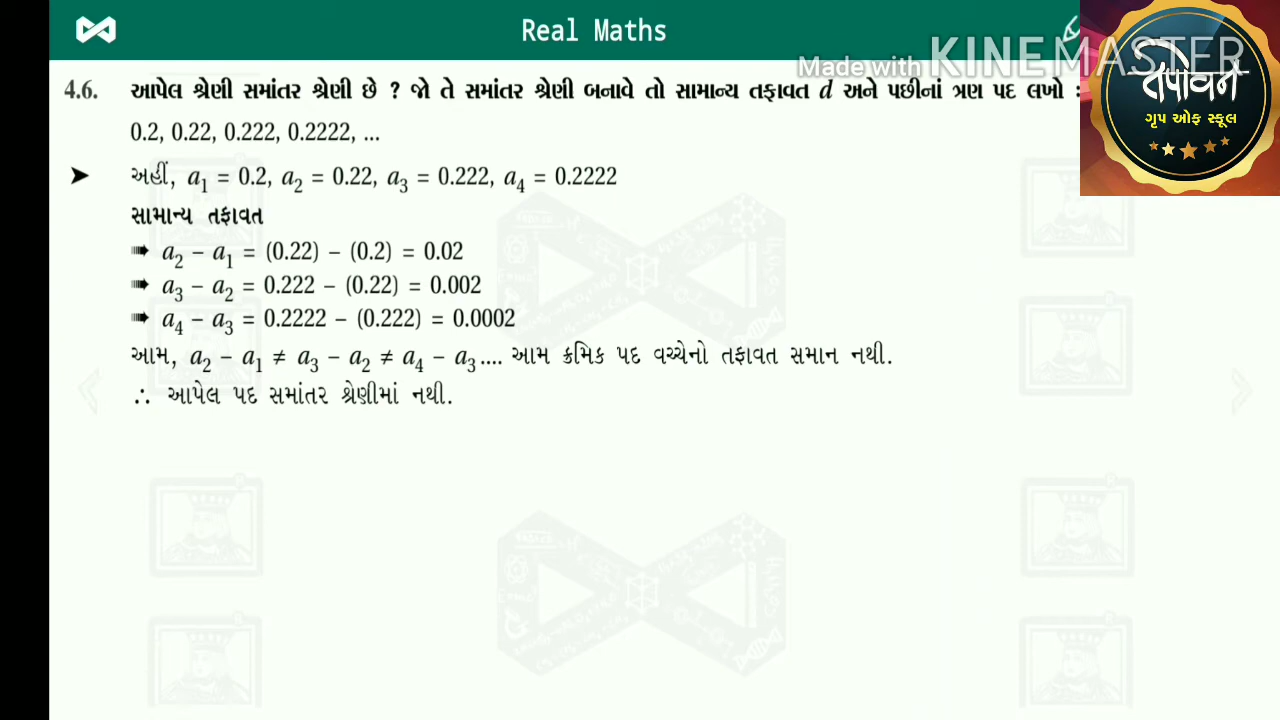 Real Maths
Made with KINEMASTER
તપોવન
ગૃપ ઓફ સ્કૂલ
4.6. આપેલ શ્રેણી સમાંતર શ્રેણી છે ? જો તે સમાંતર શ્રેણી બનાવે તો સામાન્ય તફાવત d અને પછીનાં ત્રણ પદ લખો :
0.2, 0.22, 0.222, 0.2222, ...
➤ અહીં, a₁ = 0.2, a₂ = 0.22, a₃ = 0.222, a₄ = 0.2222
સામાન્ય તફાવત
➠ a₂ – a₁ = (0.22) – (0.2) = 0.02
➠ a₃ – a₂ = 0.222 – (0.22) = 0.002
➠ a₄ – a₃ = 0.2222 – (0.222) = 0.0002
આમ, a₂ – a₁ ≠ a₃ – a₂ ≠ a₄ – a₃.... આમ ક્રમિક પદ વચ્ચેનો તફાવત સમાન નથી.
∴ આપેલ પદ સમાંતર શ્રેણીમાં નથી.